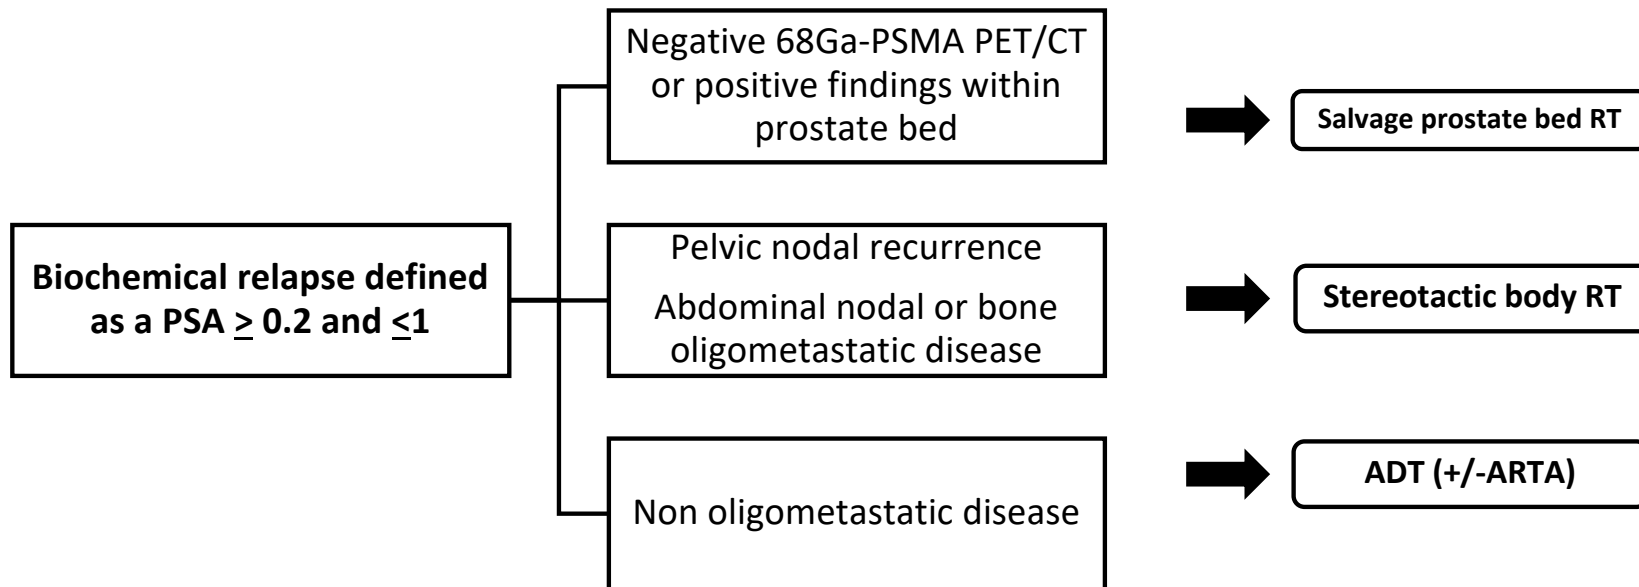 Negative 68Ga-PSMA PET/CT
or positive findings within
prostate bed
Salvage prostate bed RT
Biochemical relapse defined
as a PSA ≥ 0.2 and ≤1
Pelvic nodal recurrence
Abdominal nodal or bone
oligometastatic disease
Stereotactic body RT
Non oligometastatic disease
ADT (+/-ARTA)